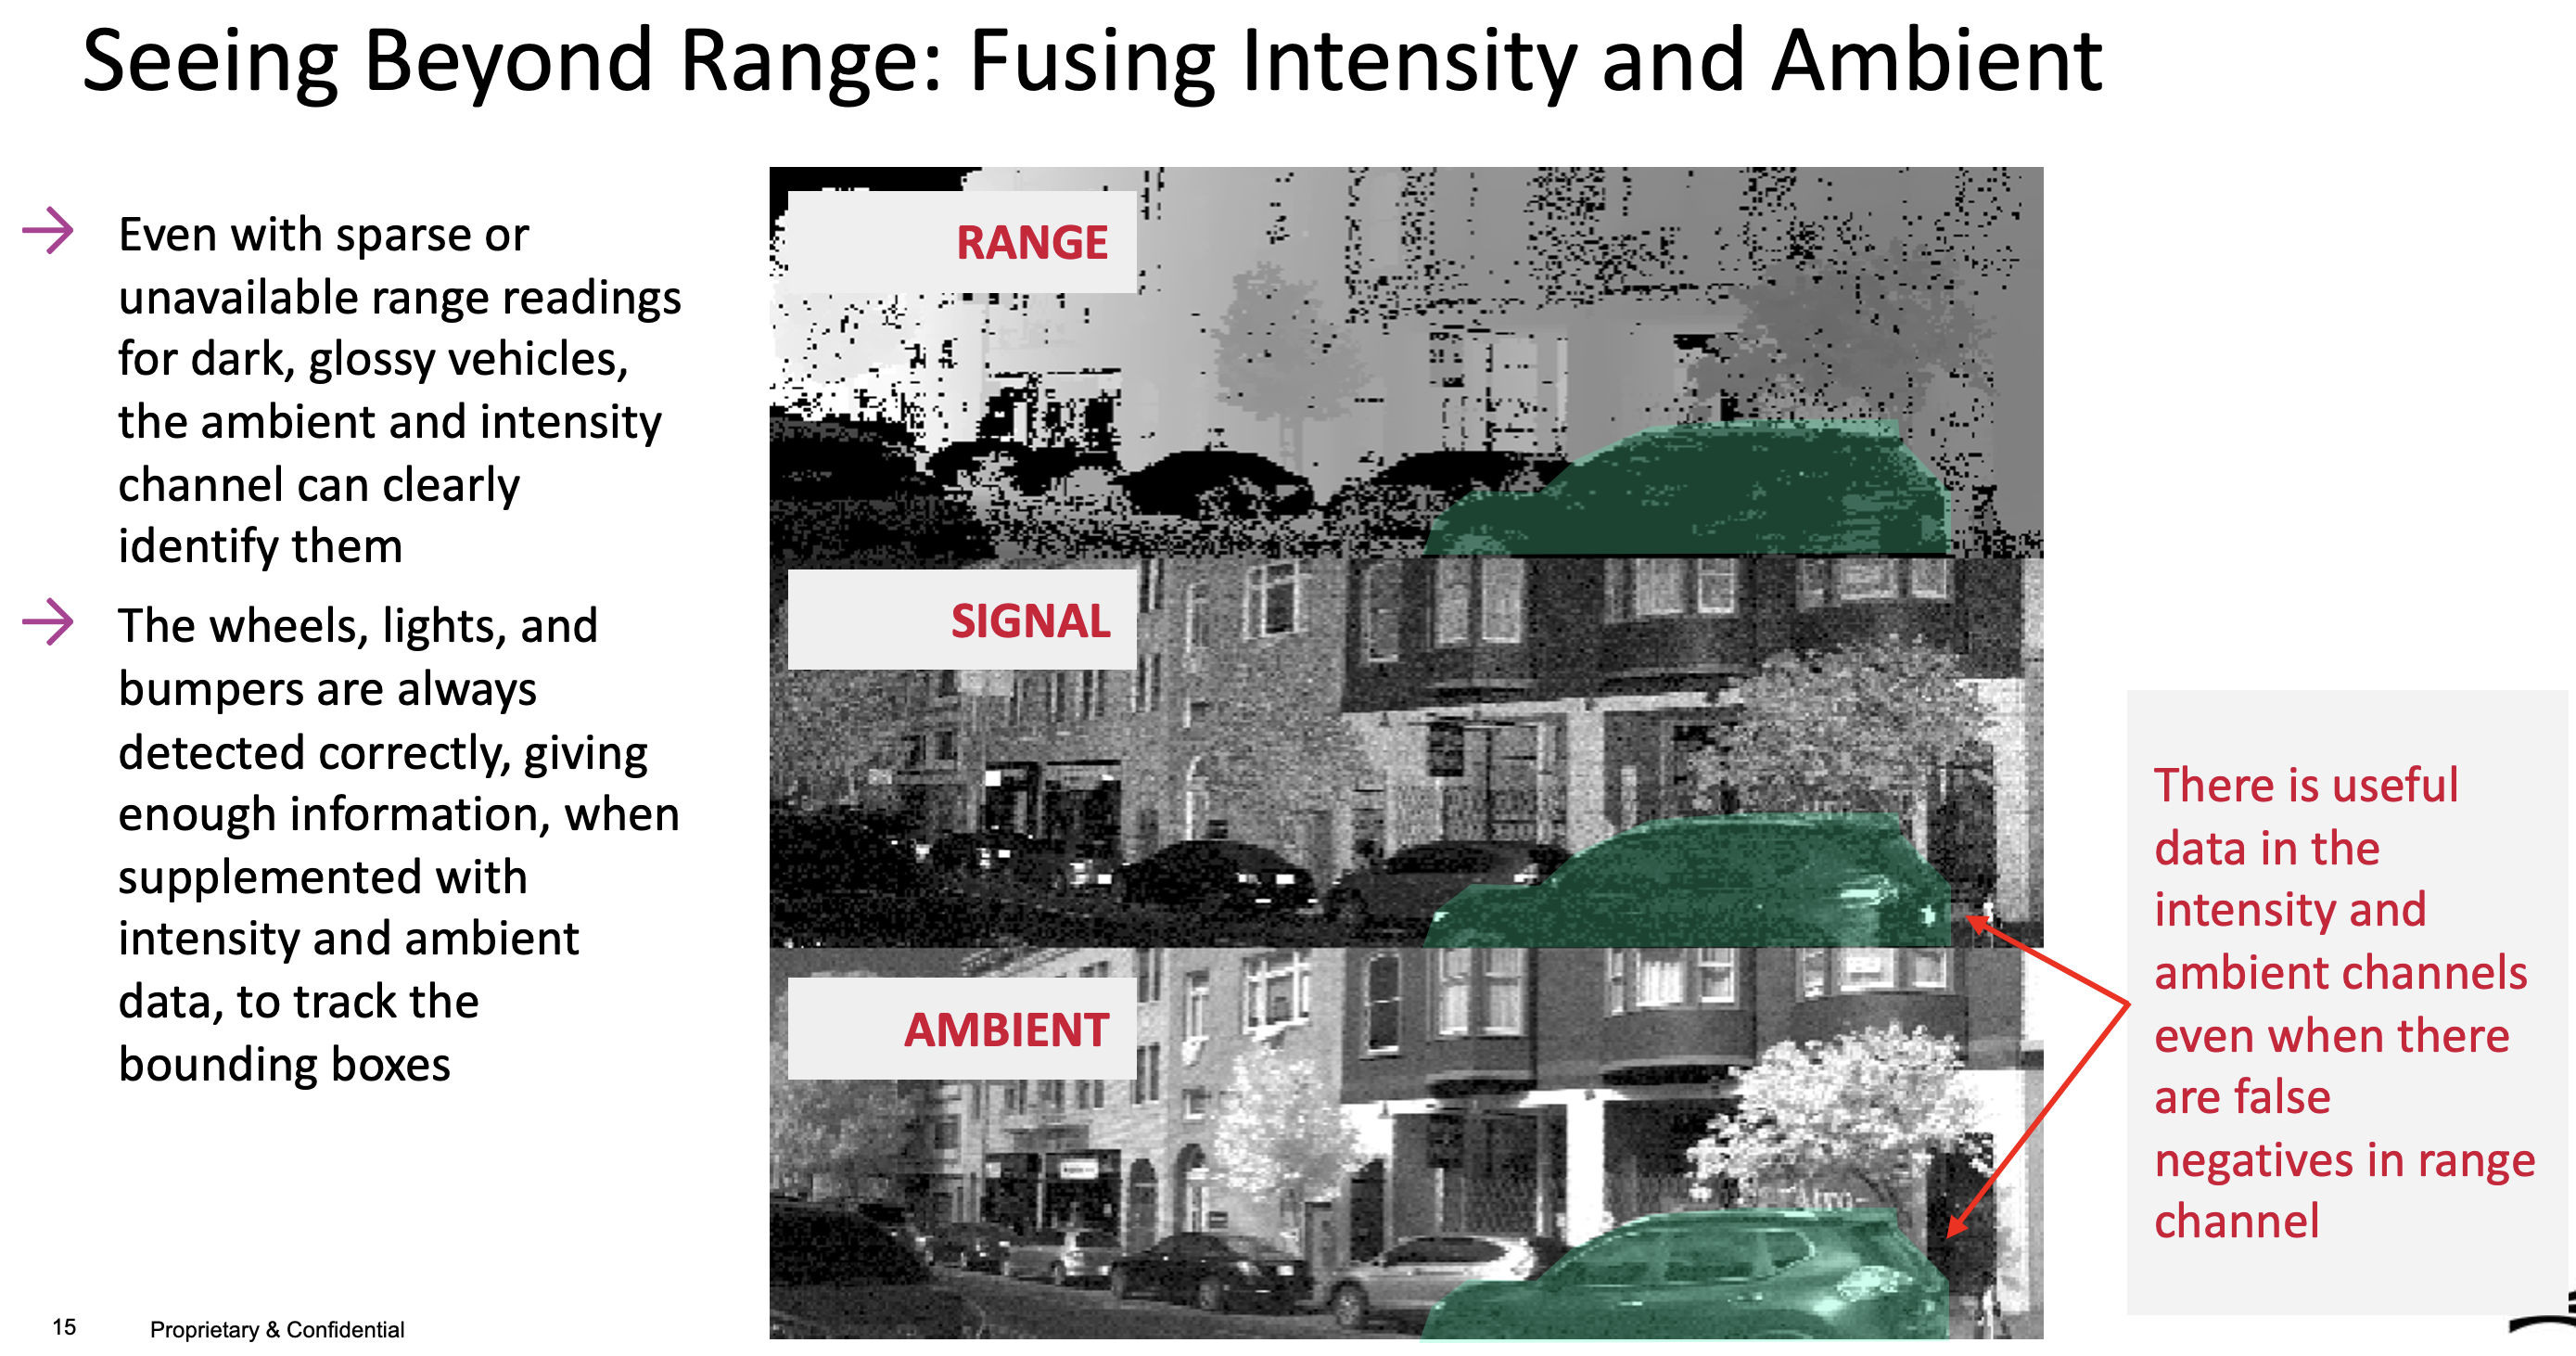 Seeing Beyond Range: Fusing Intensity and Ambient
Even with sparse or
unavailable range readings
for dark, glossy vehicles,
the ambient and intensity
channel can clearly
identify them
The wheels, lights, and
bumpers are always
detected correctly, giving
enough information, when
supplemented with
intensity and ambient
data, to track the
bounding boxes
RANGE
SIGNAL
AMBIENT
There is useful
data in the
intensity and
ambient channels
even when there
are false
negatives in range
channel
15
Proprietary & Confidential